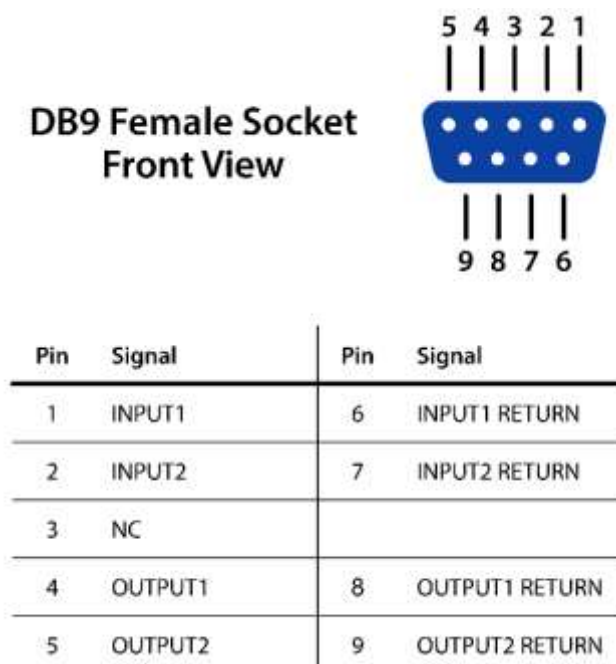 5 4 3 2 1
DB9 Female Socket
Front View
9 8 7 6
Pin Signal Pin Signal
1 INPUT1 6 INPUT1 RETURN
2 INPUT2 7 INPUT2 RETURN
3 NC
4 OUTPUT1 8 OUTPUT1 RETURN
5 OUTPUT2 9 OUTPUT2 RETURN